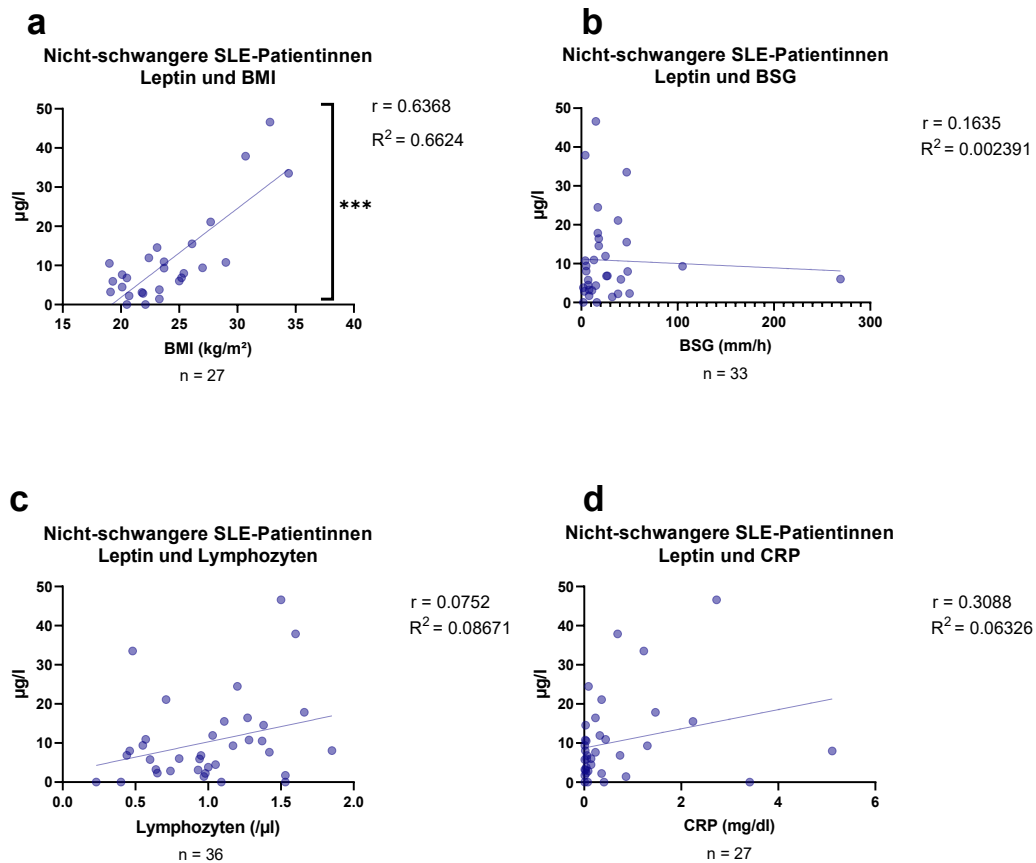 a
Nicht-schwangere SLE-Patientinnen
Leptin und BMI
r = 0.6368
R² = 0.6624
***
µg/l
50
40
30
20
10
0
15 20 25 30 35 40
BMI (kg/m²)
n = 27
b
Nicht-schwangere SLE-Patientinnen
Leptin und BSG
r = 0.1635
R² = 0.002391
µg/l
50
40
30
20
10
0
0 100 200 300
BSG (mm/h)
n = 33
c
Nicht-schwangere SLE-Patientinnen
Leptin und Lymphozyten
r = 0.0752
R² = 0.08671
µg/l
50
40
30
20
10
0
0.0 0.5 1.0 1.5 2.0
Lymphozyten (/µl)
n = 36
d
Nicht-schwangere SLE-Patientinnen
Leptin und CRP
r = 0.3088
R² = 0.06326
µg/l
50
40
30
20
10
0
0 2 4 6
CRP (mg/dl)
n = 27